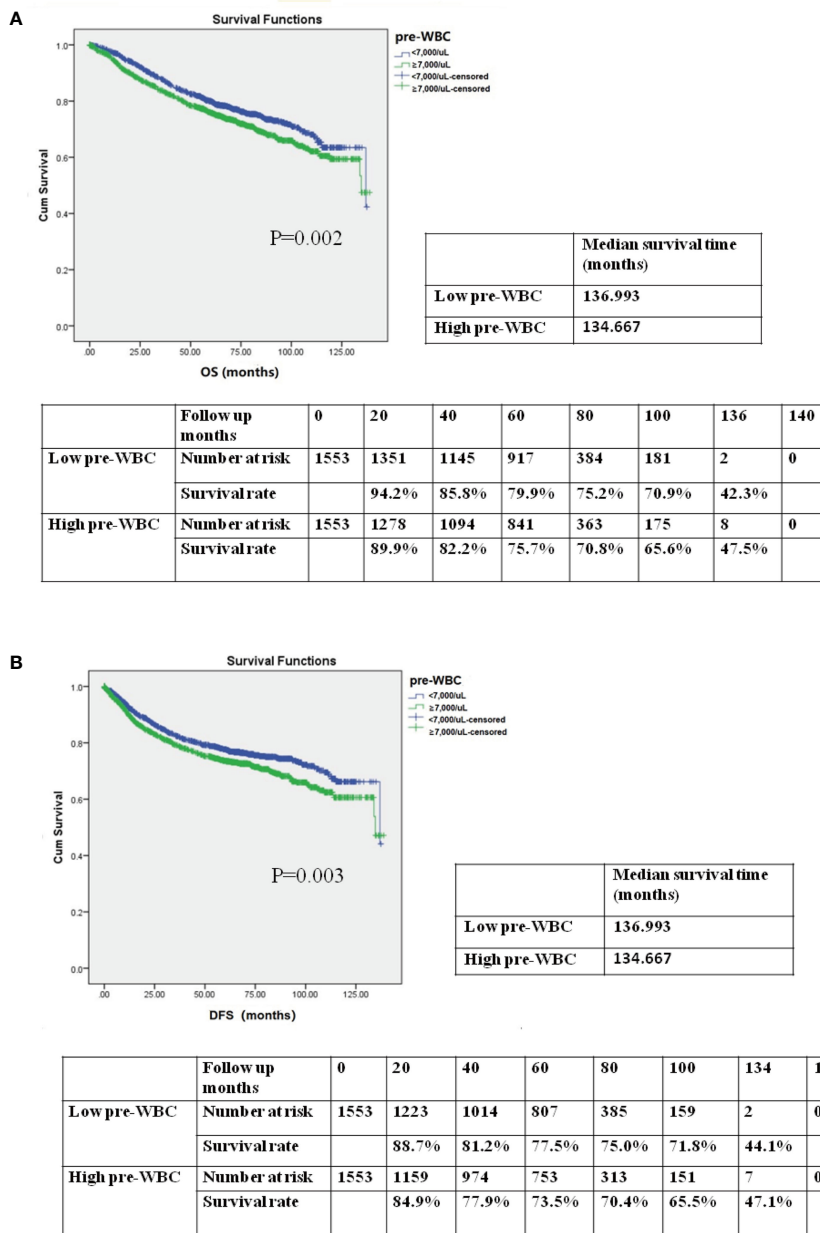 A
Survival Functions
pre-WBC
<7,000/uL
≥7,000/uL
<7,000/uL-censored
≥7,000/uL-censored
1.0
0.8
0.6
0.4
0.2
0.0
Cum Survival
P=0.002
.00 25.00 50.00 75.00 100.00 125.00
OS (months)
Median survival time
(months)
Low pre-WBC 136.993
High pre-WBC 134.667
Follow up
months 0 20 40 60 80 100 136 140
Low pre-WBC Number at risk 1553 1351 1145 917 384 181 2 0
Survival rate 94.2% 85.8% 79.9% 75.2% 70.9% 42.3%
High pre-WBC Number at risk 1553 1278 1094 841 363 175 8 0
Survival rate 89.9% 82.2% 75.7% 70.8% 65.6% 47.5%
B
Survival Functions
pre-WBC
<7,000/uL
≥7,000/uL
<7,000/uL-censored
≥7,000/uL-censored
1.0
0.8
0.6
0.4
0.2
0.0
Cum Survival
P=0.003
.00 25.00 50.00 75.00 100.00 125.00
DFS (months)
Median survival time
(months)
Low pre-WBC 136.993
High pre-WBC 134.667
Follow up
months 0 20 40 60 80 100 134
Low pre-WBC Number at risk 1553 1223 1014 807 385 159 2
Survival rate 88.7% 81.2% 77.5% 75.0% 71.8% 44.1%
High pre-WBC Number at risk 1553 1159 974 753 313 151 7
Survival rate 84.9% 77.9% 73.5% 70.4% 65.5% 47.1%